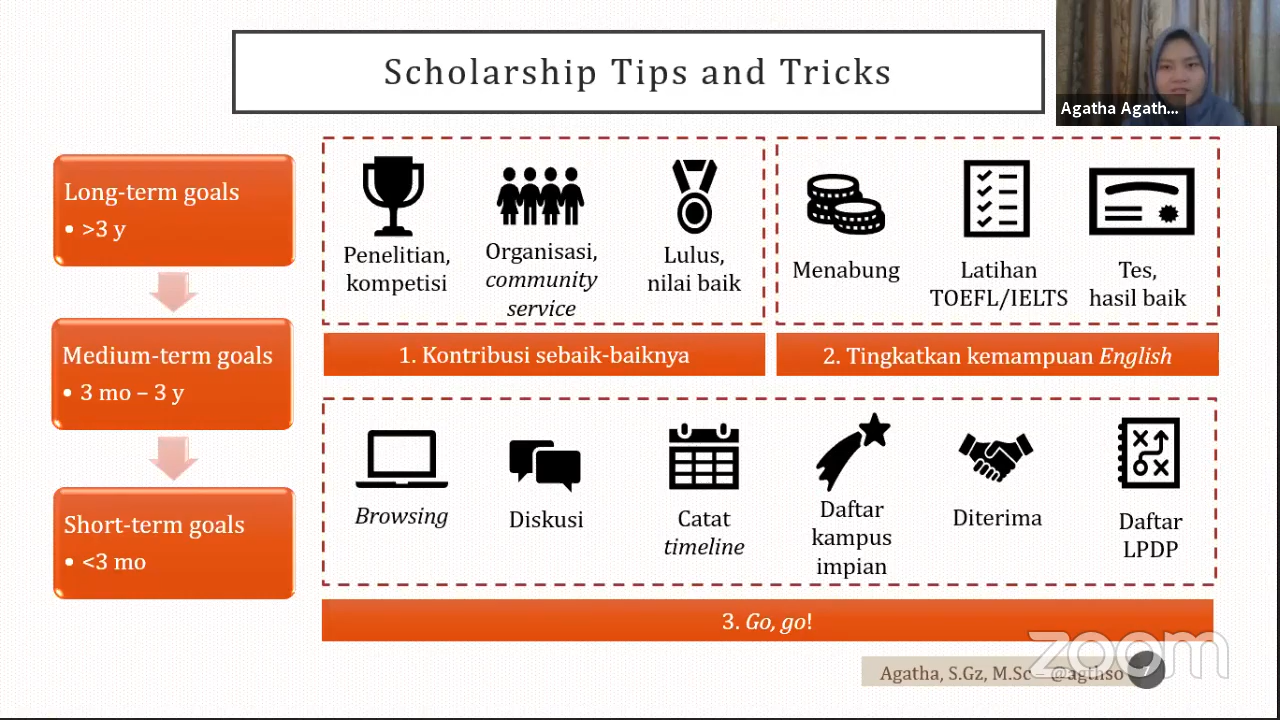 Scholarship Tips and Tricks
Agatha Agath...
Long-term goals
• >3 y
Medium-term goals
• 3 mo – 3 y
Short-term goals
• <3 mo
Penelitian,
kompetisi
Organisasi,
community
service
Lulus,
nilai baik
1. Kontribusi sebaik-baiknya
Menabung
Latihan
TOEFL/IELTS
Tes,
hasil baik
2. Tingkatkan kemampuan English
Browsing
Diskusi
Catat
timeline
Daftar
kampus
impian
Diterima
Daftar
LPDP
3. Go, go!
Agatha, S.Gz, M.Sc – @agthso
7
zoom